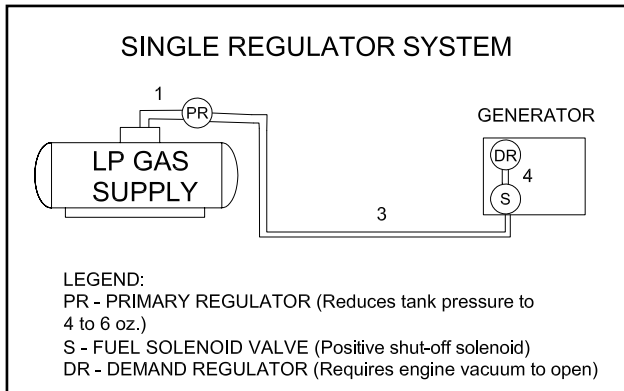 SINGLE REGULATOR SYSTEM
1
PR
GENERATOR
LP GAS
SUPPLY
DR
4
S
3
LEGEND:
PR - PRIMARY REGULATOR (Reduces tank pressure to
4 to 6 oz.)
S - FUEL SOLENOID VALVE (Positive shut-off solenoid)
DR - DEMAND REGULATOR (Requires engine vacuum to open)